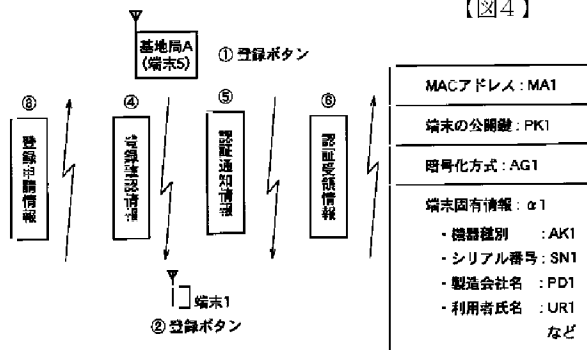 【図4】
基地局A
(端末5)
① 登録ボタン
③
④
⑤
⑥
登録申請情報
登録確認情報
認証通知情報
認証受領情報
端末1
② 登録ボタン
MACアドレス：MA1
端末の公開鍵：PK1
暗号化方式：AG1
端末固有情報：α1
・機器種別 ：AK1
・シリアル番号：SN1
・製造会社名 ：PD1
・利用者氏名 ：UR1
など